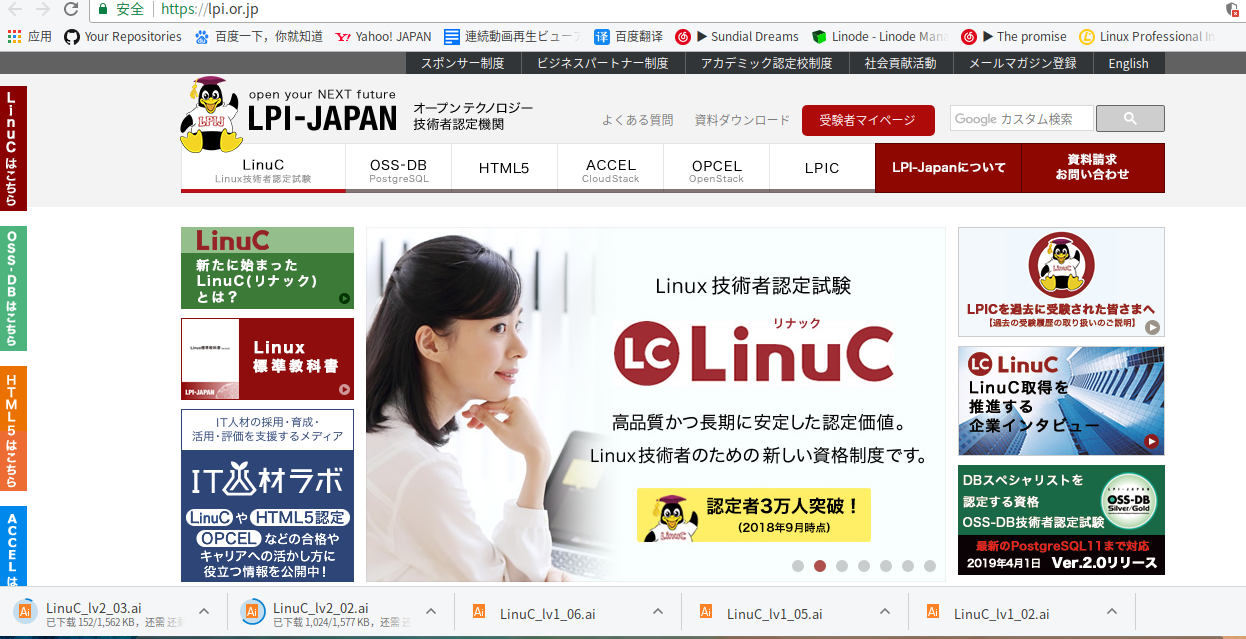 安全 https://lpi.or.jp
应用 Your Repositories 百度一下，你就知道 Yahoo! JAPAN 連続動画再生ビュー 百度翻译 ▶ Sundial Dreams Linode - Linode Mana ▶ The promise Linux Professional In
スポンサー制度 ビジネスパートナー制度 アカデミック認定校制度 社会貢献活動 メールマガジン登録 English
open your NEXT future
LPI-JAPAN
オープンテクノロジー
技術者認定機関
よくある質問 資料ダウンロード 受験者マイページ Google カスタム検索
LPIJ
LinuC
Linux技術者認定試験
OSS-DB
PostgreSQL
HTML5
ACCEL
CloudStack
OPCEL
OpenStack
LPIC
LPI-Japanについて
資料請求
お問い合わせ
LinuCはこちら
OSS-DBはこちら
HTML5はこちら
ACCELは
LinuC
新たに始まった
LinuC(リナック)
とは？
Linux
標準教科書
LPI-JAPAN
IT人材の採用・育成・
活用・評価を支援するメディア
IT人材ラボ
LinuC や HTML5認定
OPCEL などの合格や
キャリアへの活かし方に
役立つ情報を公開中！
Linux 技術者認定試験
リナック
LC LinuC
高品質かつ長期に安定した認定価値。
Linux 技術者のための 新しい資格制度です。
認定者3万人突破！
(2018年9月時点)
LinuC
LPICを過去に受験された皆さまへ
【過去の受験履歴の取り扱いのご説明】
LC LinuC
LinuC取得を
推進する
企業インタビュー
DBスペシャリストを
認定する資格
OSS-DB技術者認定試験
LPI-JAPAN
OSS-DB
Silver/Gold
最新のPostgreSQL11まで対応
2019年4月1日 Ver.2.0リリース
Ai LinuC_lv2_03.ai
已下载 152/1,562 KB，还需 还
Ai LinuC_lv2_02.ai
已下载 1,024/1,577 KB，还需 还
Ai LinuC_lv1_06.ai
Ai LinuC_lv1_05.ai
Ai LinuC_lv1_02.ai